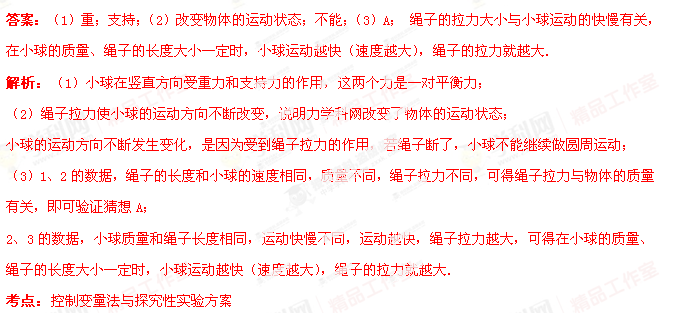 答案：（1）重；支持；（2）改变物体的运动状态；不能；（3）A； 绳子的拉力大小与小球运动的快慢有关，
在小球的质量、绳子的长度大小一定时，小球运动越快（速度越大），绳子的拉力就越大．
解析：（1）小球在竖直方向受重力和支持力的作用，这两个力是一对平衡力；
（2）绳子拉力使小球的运动方向不断改变，说明力学科网改变了物体的运动状态；
小球的运动方向不断发生变化，是因为受到绳子拉力的作用，若绳子断了，小球不能继续做圆周运动；
（3）1、2的数据，绳子的长度和小球的速度相同，质量不同，绳子拉力不同，可得绳子拉力与物体的质量
有关，即可验证猜想A；
2、3的数据，小球质量和绳子长度相同，运动快慢不同，运动越快，绳子拉力越大，可得在小球的质量、
绳子的长度大小一定时，小球运动越快（速度越大），绳子的拉力就越大．
考点：控制变量法与探究性实验方案
精品工作室
精品工作室